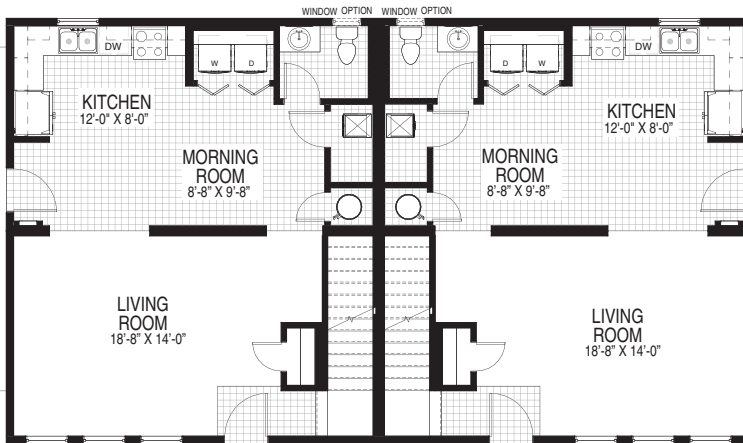 WINDOW OPTION
WINDOW OPTION
DW
W
D
D
W
DW
KITCHEN
12'-0" X 8'-0"
KITCHEN
12'-0" X 8'-0"
MORNING
ROOM
8'-8" X 9'-8"
MORNING
ROOM
8'-8" X 9'-8"
LIVING
ROOM
18'-8" X 14'-0"
LIVING
ROOM
18'-8" X 14'-0"